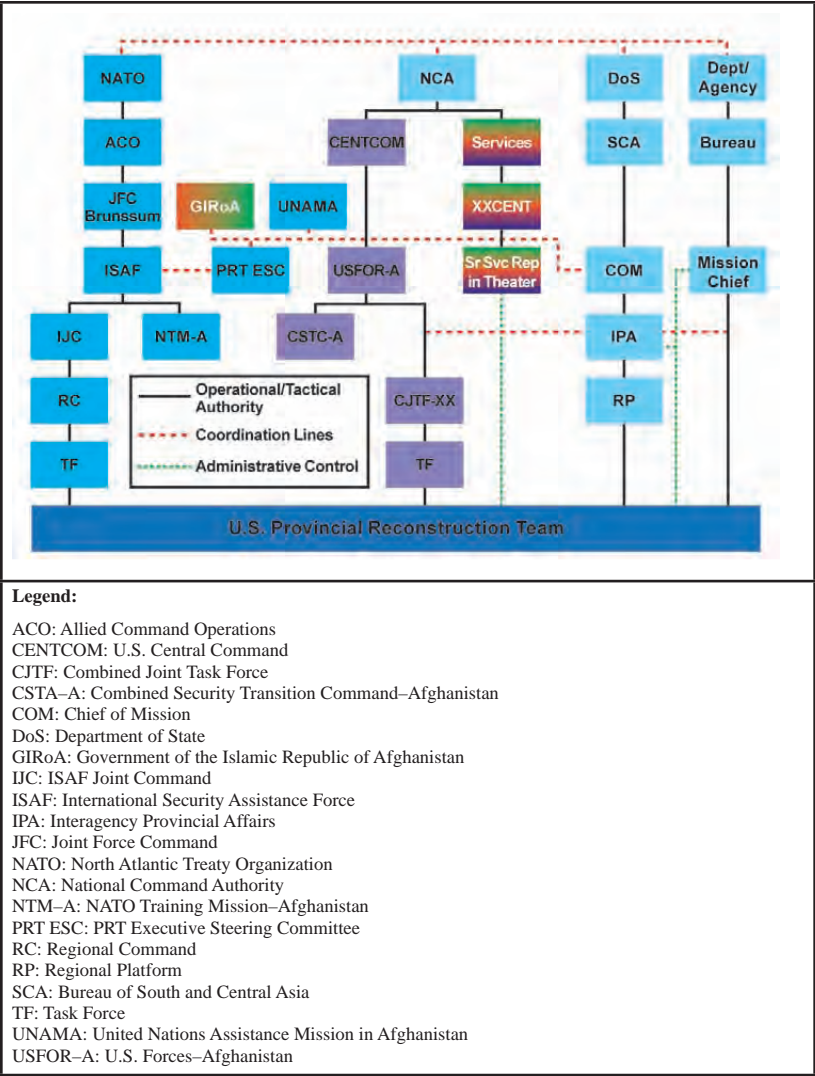 NATO
NCA
DoS
Dept/
Agency
ACO
CENTCOM
Services
SCA
Bureau
JFC
Brunssum
GIRoA
UNAMA
XXCENT
ISAF
PRT ESC
USFOR-A
Sr Svc Rep
in Theater
COM
Mission
Chief
IJC
NTM-A
CSTC-A
IPA
RC
CJTF-XX
RP
TF
TF
Operational/Tactical
Authority
Coordination Lines
Administrative Control
U.S. Provincial Reconstruction Team
Legend:
ACO: Allied Command Operations
CENTCOM: U.S. Central Command
CJTF: Combined Joint Task Force
CSTA–A: Combined Security Transition Command–Afghanistan
COM: Chief of Mission
DoS: Department of State
GIRoA: Government of the Islamic Republic of Afghanistan
IJC: ISAF Joint Command
ISAF: International Security Assistance Force
IPA: Interagency Provincial Affairs
JFC: Joint Force Command
NATO: North Atlantic Treaty Organization
NCA: National Command Authority
NTM–A: NATO Training Mission–Afghanistan
PRT ESC: PRT Executive Steering Committee
RC: Regional Command
RP: Regional Platform
SCA: Bureau of South and Central Asia
TF: Task Force
UNAMA: United Nations Assistance Mission in Afghanistan
USFOR–A: U.S. Forces–Afghanistan